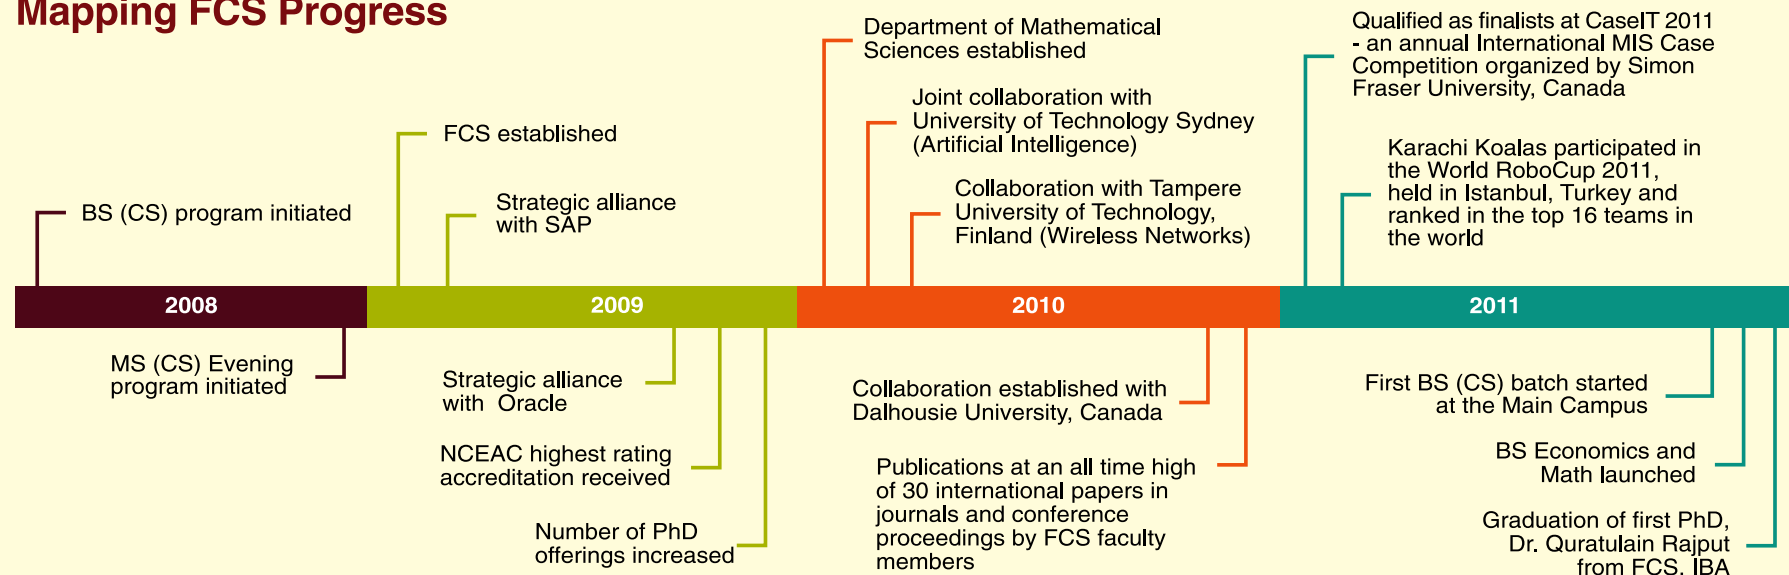 Mapping FCS Progress
BS (CS) program initiated
FCS established
Strategic alliance
with SAP
Department of Mathematical
Sciences established
Joint collaboration with
University of Technology Sydney
(Artificial Intelligence)
Collaboration with Tampere
University of Technology,
Finland (Wireless Networks)
Qualified as finalists at CaseIT 2011
- an annual International MIS Case
Competition organized by Simon
Fraser University, Canada
Karachi Koalas participated in
the World RoboCup 2011,
held in Istanbul, Turkey and
ranked in the top 16 teams in
the world
2008
2009
2010
2011
MS (CS) Evening
program initiated
Strategic alliance
with Oracle
NCEAC highest rating
accreditation received
Number of PhD
offerings increased
Collaboration established with
Dalhousie University, Canada
Publications at an all time high
of 30 international papers in
journals and conference
proceedings by FCS faculty
members
First BS (CS) batch started
at the Main Campus
BS Economics and
Math launched
Graduation of first PhD,
Dr. Quratulain Rajput
from FCS, IBA